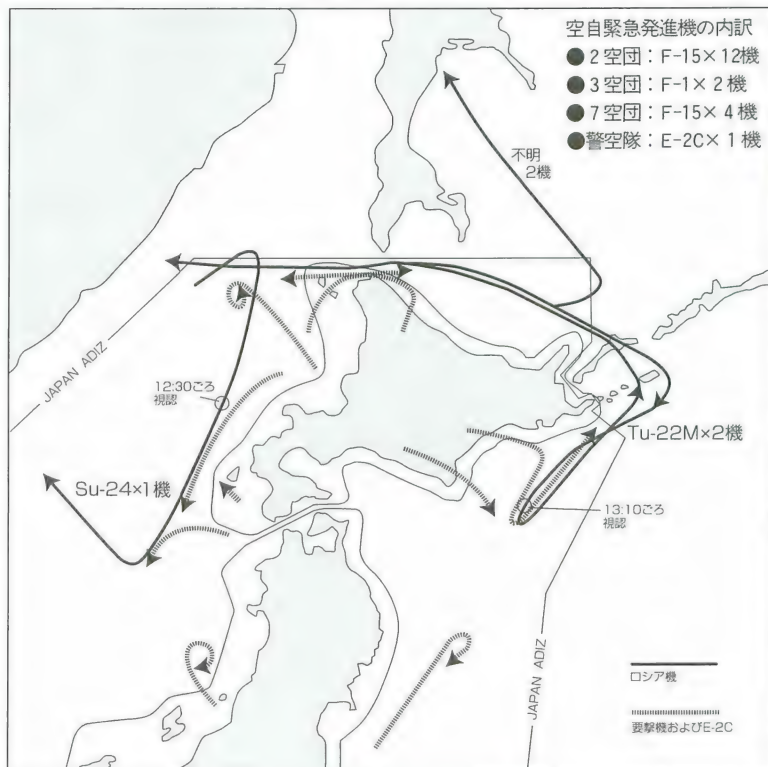 空自緊急発進機の内訳
●2空団：F-15×12機
●3空団：F-1×2機
●7空団：F-15×4機
●警空隊：E-2C×1機
不明
2機
JAPAN ADIZ
12:30ごろ
視認
Su-24×1機
Tu-22M×2機
13:10ごろ
視認
JAPAN ADIZ
ロシア機
要撃機およびE-2C